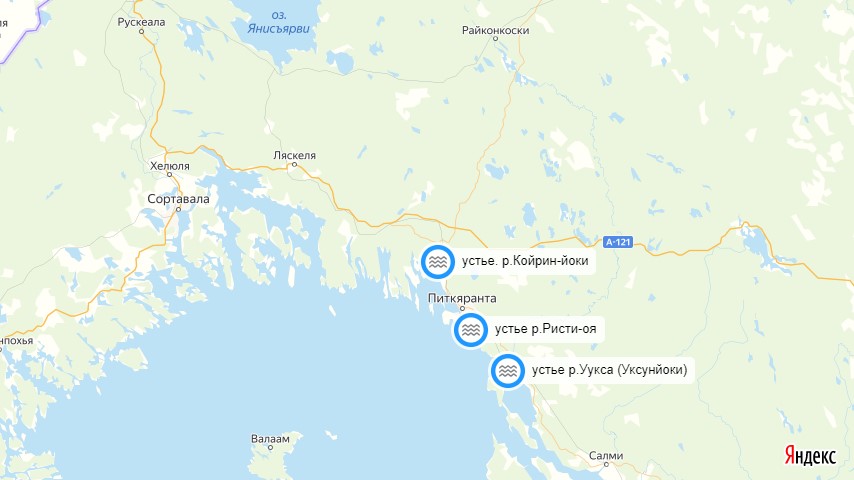 оз.
Янисъярви
Рускеала
Райконкоски
Ляскеля
Хелюля
Сортавала
А-121
устье. р.Койрин-йоки
Питкяранта
устье р.Ристи-оя
нпохья
устье р.Уукса (Уксунйоки)
Валаам
Салми
Яндекс